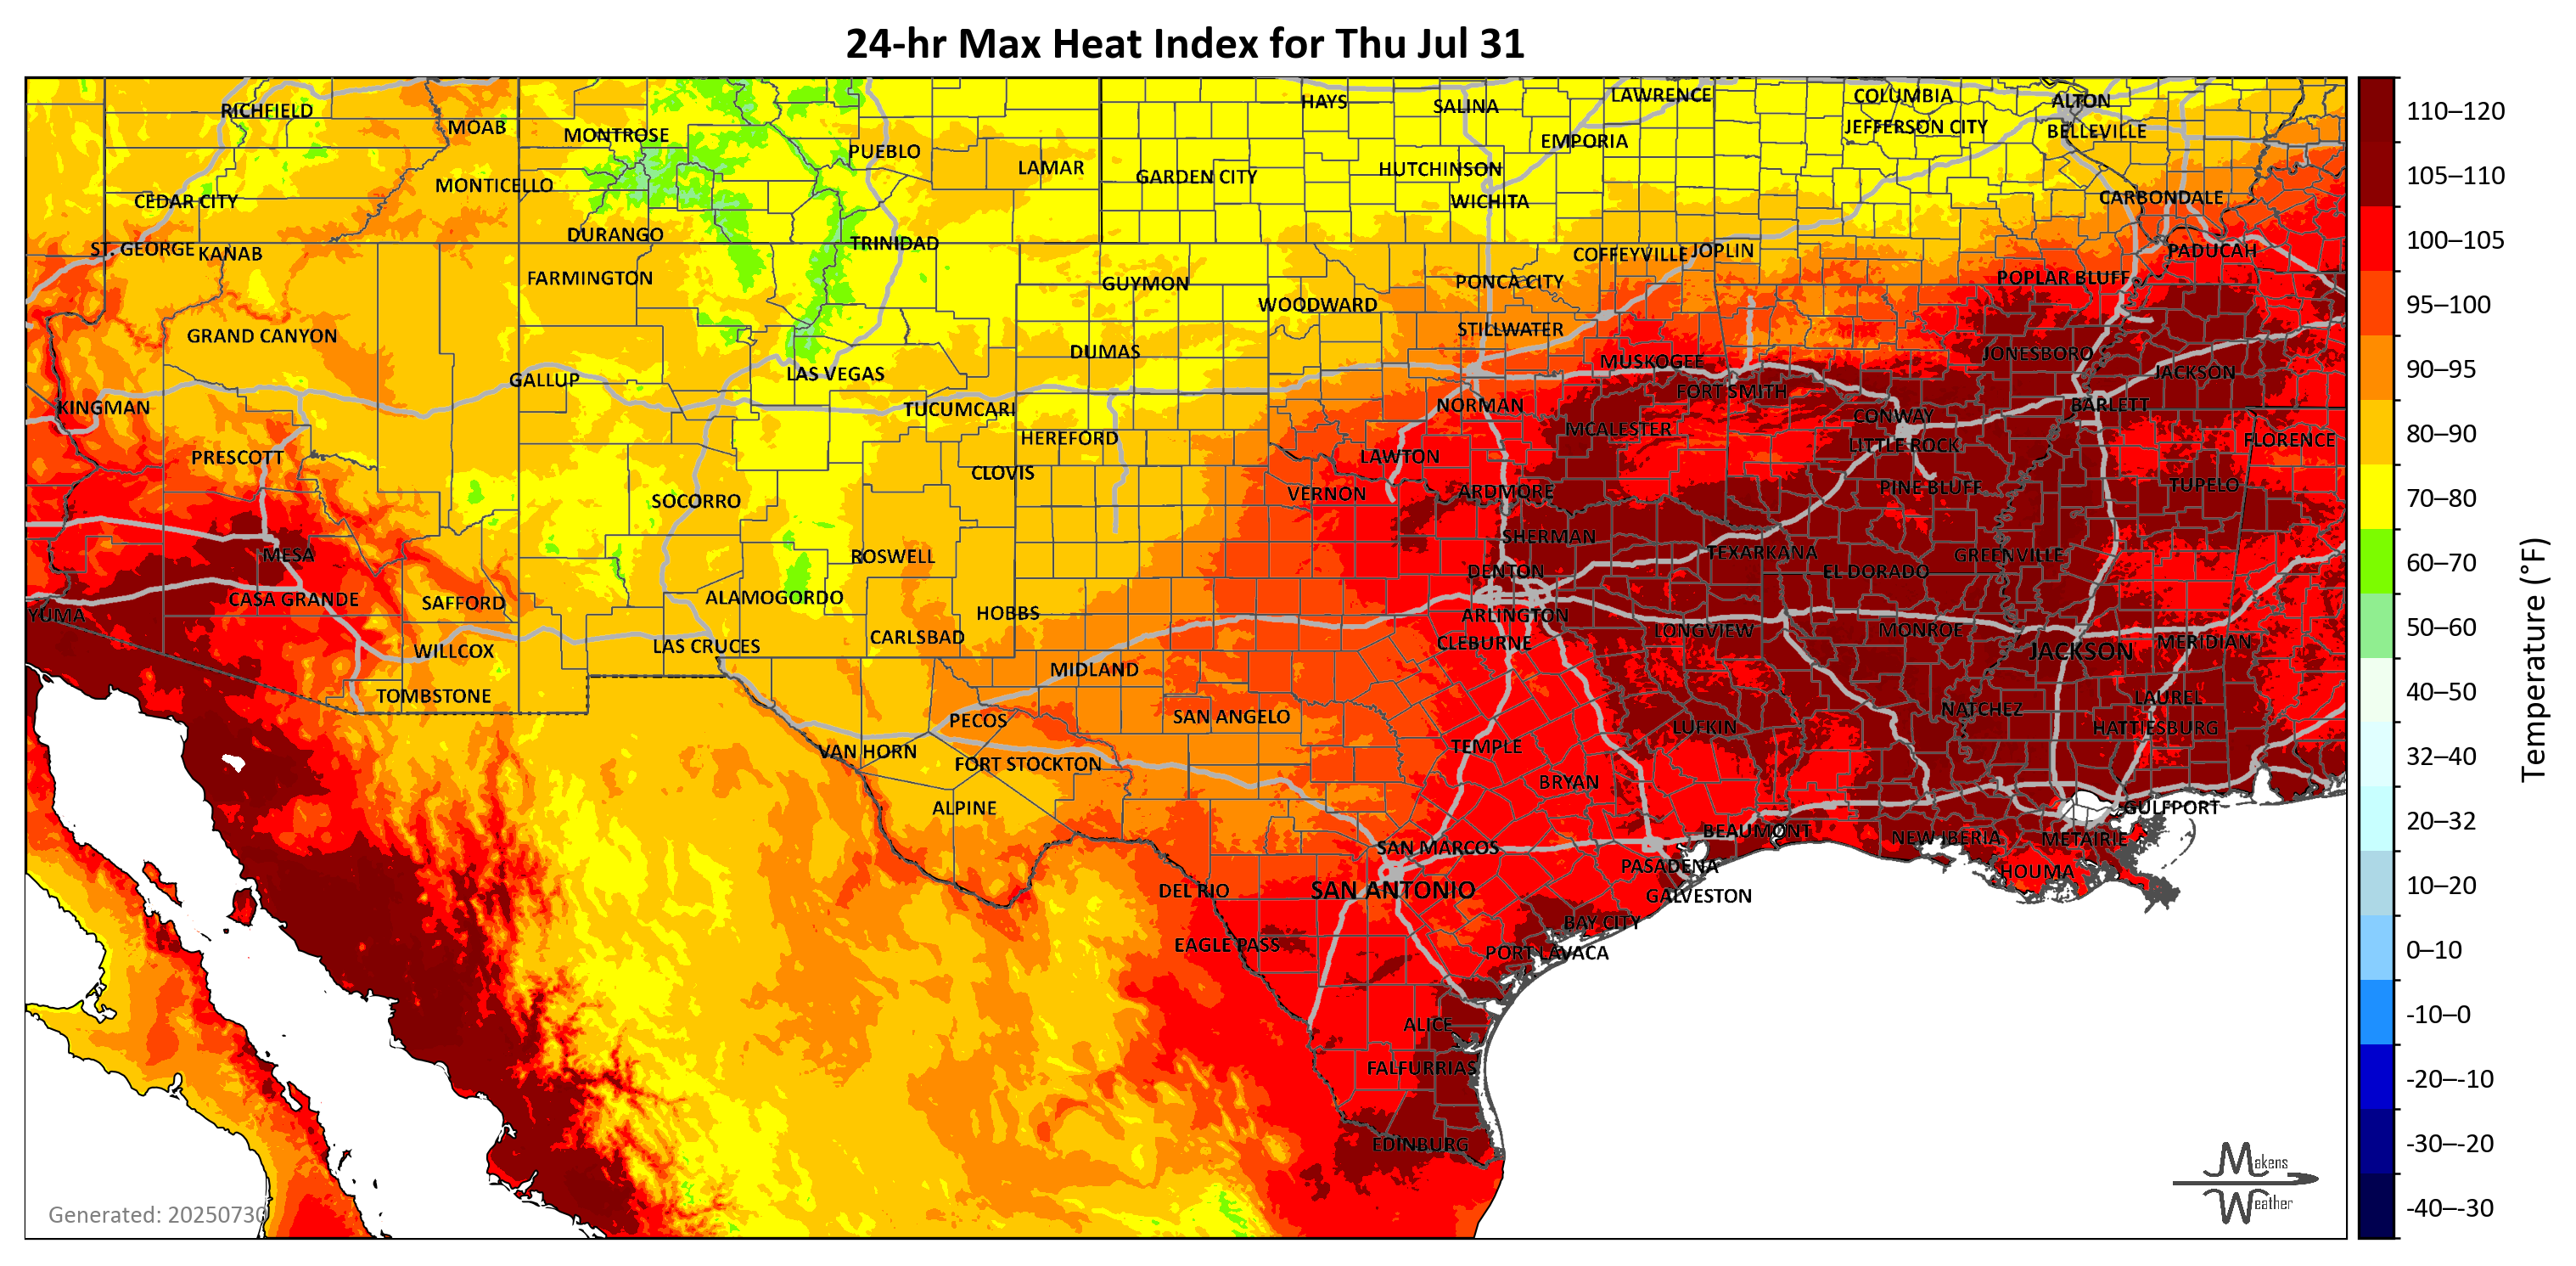 24-hr Max Heat Index for Thu Jul 31
RICHFIELD
MOAB
MONTROSE
PUEBLO
LAMAR
HAYS
SALINA
LAWRENCE
COLUMBIA
ALTON
JEFFERSON CITY
BELLEVILLE
EMPORIA
HUTCHINSON
GARDEN CITY
WICHITA
MONTICELLO
CEDAR CITY
CARBONDALE
DURANGO
TRINIDAD
ST. GEORGE
KANAB
COFFEYVILLE
JOPLIN
PADUCAH
FARMINGTON
GUYMON
PONCA CITY
POPLAR BLUFF
WOODWARD
GRAND CANYON
STILLWATER
DUMAS
MUSKOGEE
JONESBORO
GALLUP
LAS VEGAS
JACKSON
FORT SMITH
KINGMAN
TUCUMCARI
NORMAN
CONWAY
BARLETT
HEREFORD
MCALESTER
LITTLE ROCK
FLORENCE
PRESCOTT
CLOVIS
LAWTON
SOCORRO
VERNON
ARDMORE
PINE BLUFF
TUPELO
MESA
ROSWELL
SHERMAN
TEXARKANA
GREENVILLE
DENTON
EL DORADO
CASA GRANDE
SAFFORD
ALAMOGORDO
HOBBS
YUMA
ARLINGTON
WILLCOX
LAS CRUCES
CARLSBAD
CLEBURNE
LONGVIEW
MONROE
JACKSON
MERIDIAN
MIDLAND
TOMBSTONE
LAUREL
PECOS
SAN ANGELO
LUFKIN
NATCHEZ
HATTIESBURG
VAN HORN
FORT STOCKTON
TEMPLE
BRYAN
ALPINE
GULFPORT
BEAUMONT
NEW IBERIA
METAIRIE
SAN MARCOS
PASADENA
HOUMA
DEL RIO
SAN ANTONIO
GALVESTON
BAY CITY
EAGLE PASS
PORT LAVACA
ALICE
FALFURRIAS
EDINBURG
Generated: 20250730
Makens
Weather
110–120
105–110
100–105
95–100
90–95
80–90
70–80
60–70
50–60
40–50
32–40
20–32
10–20
0–10
-10–0
-20–-10
-30–-20
-40–-30
Temperature (°F)